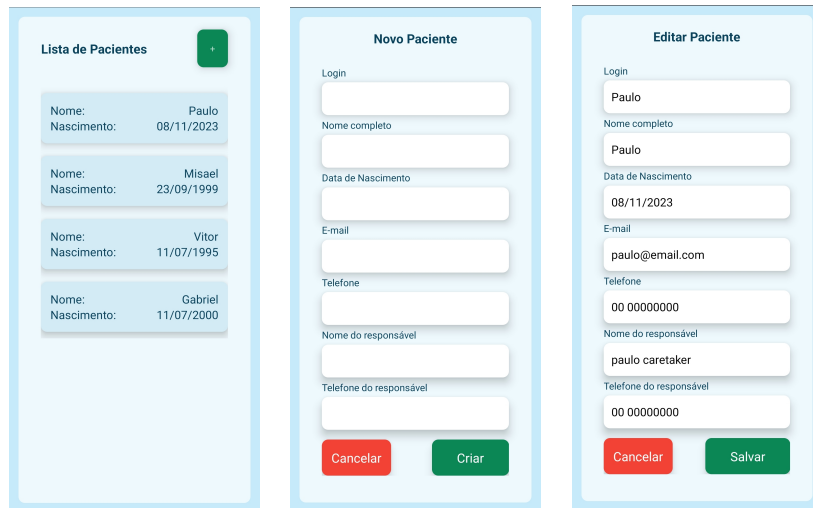 Lista de Pacientes
+
Nome: Paulo
Nascimento: 08/11/2023
Nome: Misael
Nascimento: 23/09/1999
Nome: Vitor
Nascimento: 11/07/1995
Nome: Gabriel
Nascimento: 11/07/2000
Novo Paciente
Login
Nome completo
Data de Nascimento
E-mail
Telefone
Nome do responsável
Telefone do responsável
Cancelar
Criar
Editar Paciente
Login
Paulo
Nome completo
Paulo
Data de Nascimento
08/11/2023
E-mail
paulo@email.com
Telefone
00 00000000
Nome do responsável
paulo caretaker
Telefone do responsável
00 00000000
Cancelar
Salvar